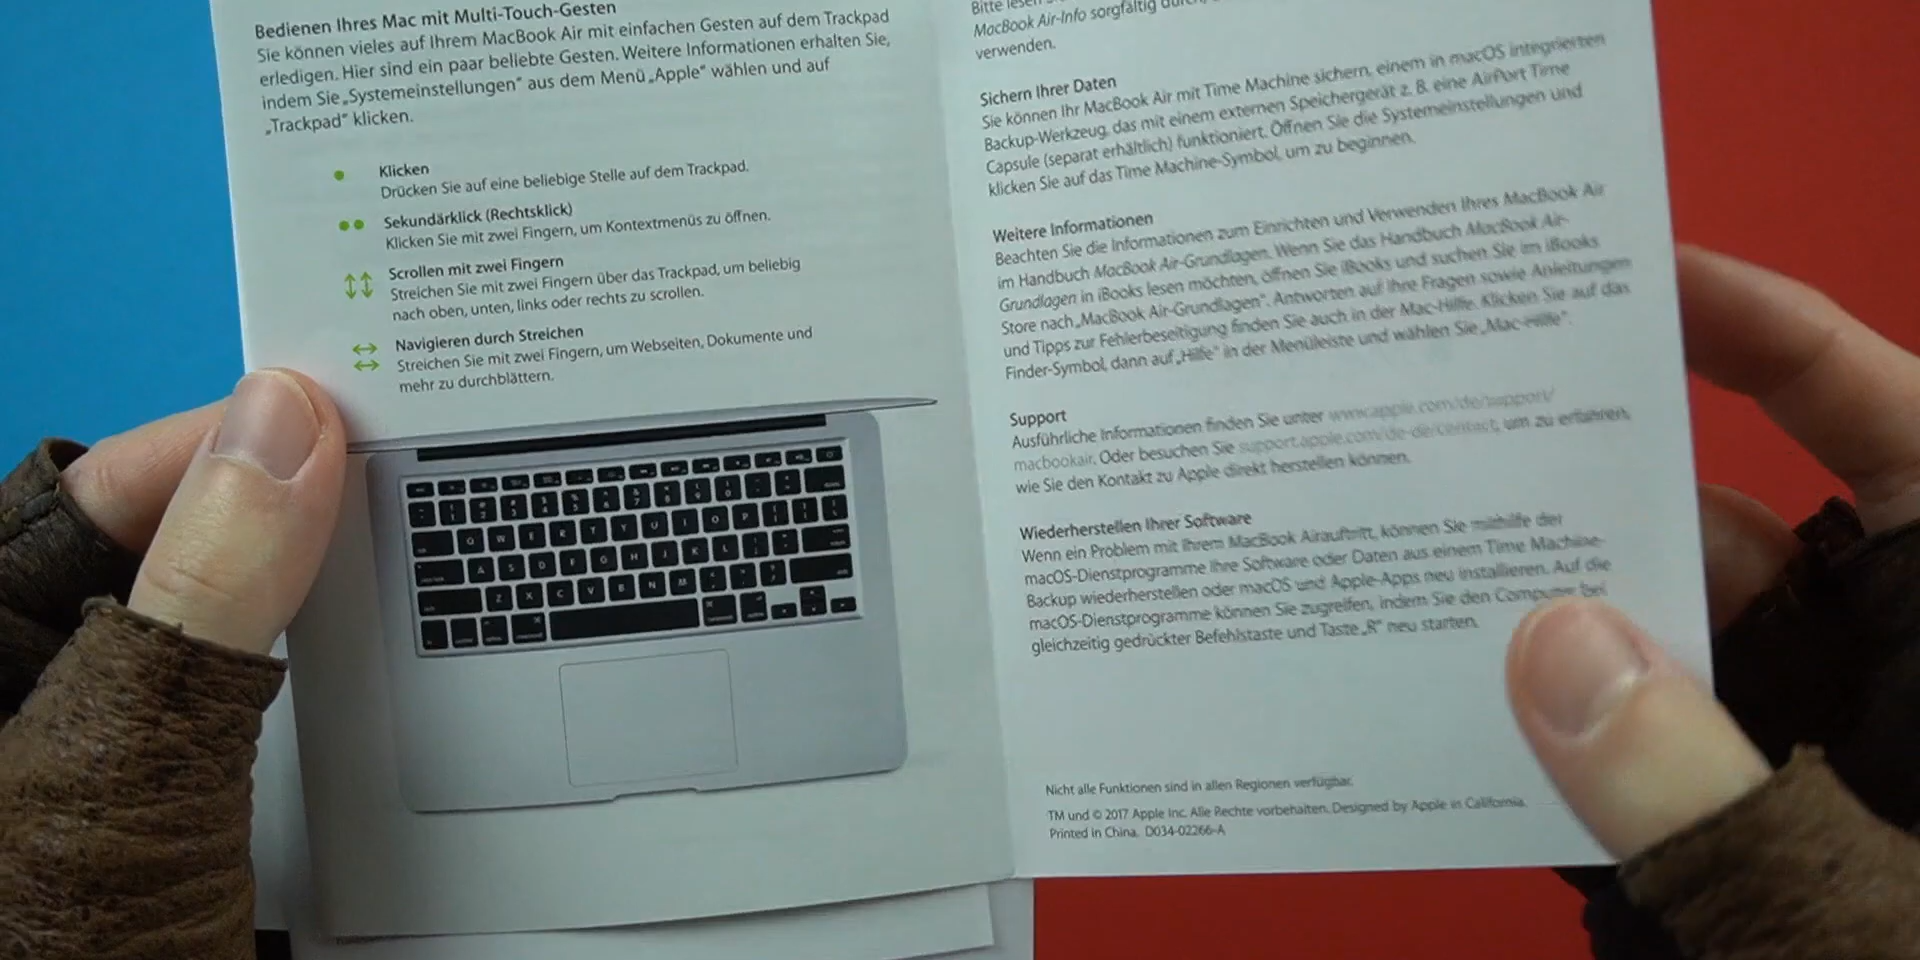 Bedienen Ihres Mac mit Multi-Touch-Gesten
Sie können vieles auf Ihrem MacBook Air mit einfachen Gesten auf dem Trackpad
erledigen. Hier sind ein paar beliebte Gesten. Weitere Informationen erhalten Sie,
indem Sie „Systemeinstellungen“ aus dem Menü „Apple“ wählen und auf
„Trackpad“ klicken.
Klicken
Drücken Sie auf eine beliebige Stelle auf dem Trackpad.
Sekundärklick (Rechtsklick)
Klicken Sie mit zwei Fingern, um Kontextmenüs zu öffnen.
Scrollen mit zwei Fingern
Streichen Sie mit zwei Fingern über das Trackpad, um beliebig
nach oben, unten, links oder rechts zu scrollen.
Navigieren durch Streichen
Streichen Sie mit zwei Fingern, um Webseiten, Dokumente und
mehr zu durchblättern.
Q W E R T Y U I O P
A S D F G H J K L
Z X C V B N M
Bitte lesen
MacBook Air-Info sorgfältig durch,
verwenden.
Sichern Ihrer Daten
Sie können Ihr MacBook Air mit Time Machine sichern, einem in macOS integrierten
Backup-Werkzeug, das mit einem externen Speichergerät z. B. eine AirPort Time
Capsule (separat erhältlich) funktioniert. Öffnen Sie die Systemeinstellungen und
klicken Sie auf das Time Machine-Symbol, um zu beginnen.
Weitere Informationen
Beachten Sie die Informationen zum Einrichten und Verwenden Ihres MacBook Air
im Handbuch MacBook Air-Grundlagen. Wenn Sie das Handbuch MacBook Air-
Grundlagen in iBooks lesen möchten, öffnen Sie iBooks und suchen Sie im iBooks
Store nach „MacBook Air-Grundlagen“. Antworten auf Ihre Fragen sowie Anleitungen
und Tipps zur Fehlerbeseitigung finden Sie auch in der Mac-Hilfe. Klicken Sie auf das
Finder-Symbol, dann auf „Hilfe“ in der Menüleiste und wählen Sie „Mac-Hilfe“.
Support
Ausführliche Informationen finden Sie unter www.apple.com/de/support/
macbookair. Oder besuchen Sie support.apple.com/de-de/contact, um zu erfahren,
wie Sie den Kontakt zu Apple direkt herstellen können.
Wiederherstellen Ihrer Software
Wenn ein Problem mit Ihrem MacBook Airauftritt, können Sie mithilfe der
macOS-Dienstprogramme Ihre Software oder Daten aus einem Time Machine-
Backup wiederherstellen oder macOS und Apple-Apps neu installieren. Auf die
macOS-Dienstprogramme können Sie zugreifen, indem Sie den Computer bei
gleichzeitig gedrückter Befehlstaste und Taste „R“ neu starten.
Nicht alle Funktionen sind in allen Regionen verfügbar.
TM und © 2017 Apple Inc. Alle Rechte vorbehalten. Designed by Apple in California.
Printed in China. D034-02266-A